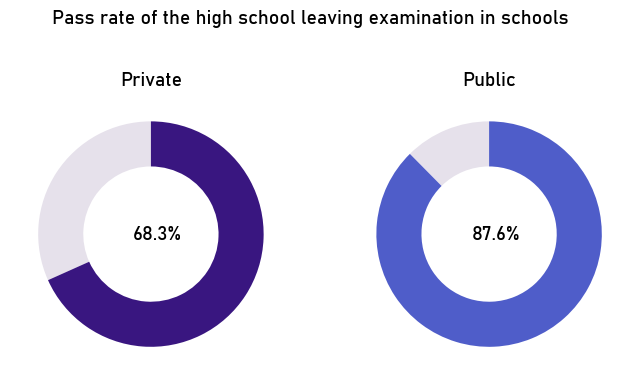 Pass rate of the high school leaving examination in schools
Private
Public
68.3%
87.6%